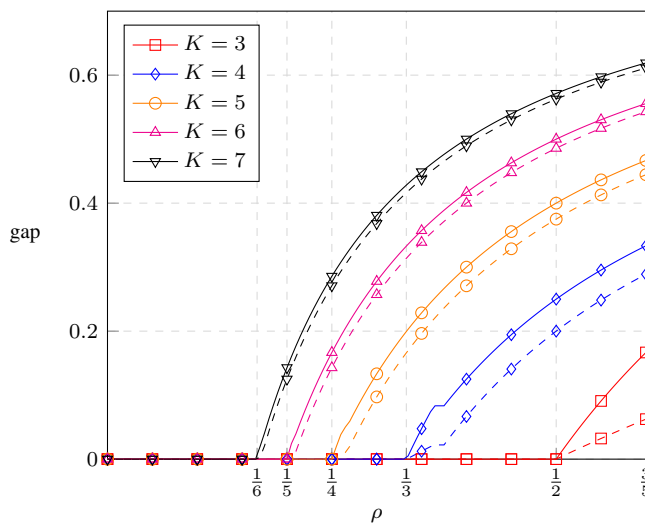 0.6
0.4
0.2
0
gap
K = 3
K = 4
K = 5
K = 6
K = 7
1/6
1/5
1/4
1/3
1/2
ρ